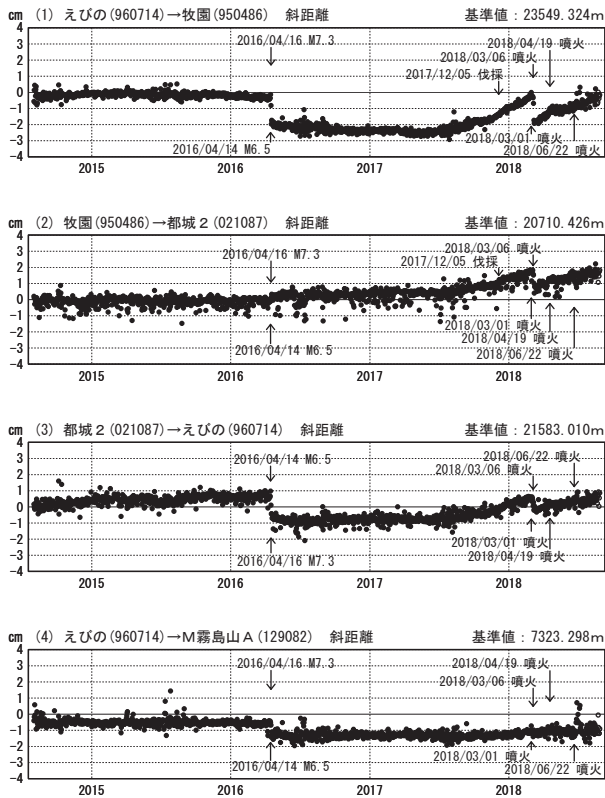 cm (1) えびの(960714)→牧園(950486) 斜距離 基準値：23549.324m
4
3
2
1
0
−1
−2
−3
−4
2016/04/16 M7.3
2018/04/19 噴火
2018/03/06 噴火
2017/12/05 伐採
2016/04/14 M6.5
2018/03/01 噴火
2018/06/22 噴火
2015 2016 2017 2018
cm (2) 牧園(950486)→都城２(021087) 斜距離 基準値：20710.426m
4
3
2
1
0
−1
−2
−3
−4
2016/04/16 M7.3
2018/03/06 噴火
2017/12/05 伐採
2016/04/14 M6.5
2018/03/01 噴火
2018/04/19 噴火
2018/06/22 噴火
2015 2016 2017 2018
cm (3) 都城２(021087)→えびの(960714) 斜距離 基準値：21583.010m
4
3
2
1
0
−1
−2
−3
−4
2016/04/14 M6.5
2018/06/22 噴火
2018/03/06 噴火
2016/04/16 M7.3
2018/03/01 噴火
2018/04/19 噴火
2015 2016 2017 2018
cm (4) えびの(960714)→Ｍ霧島山Ａ(129082) 斜距離 基準値：7323.298m
4
3
2
1
0
−1
−2
−3
−4
2016/04/16 M7.3
2018/04/19 噴火
2018/03/06 噴火
2016/04/14 M6.5
2018/03/01 噴火
2018/06/22 噴火
2015 2016 2017 2018